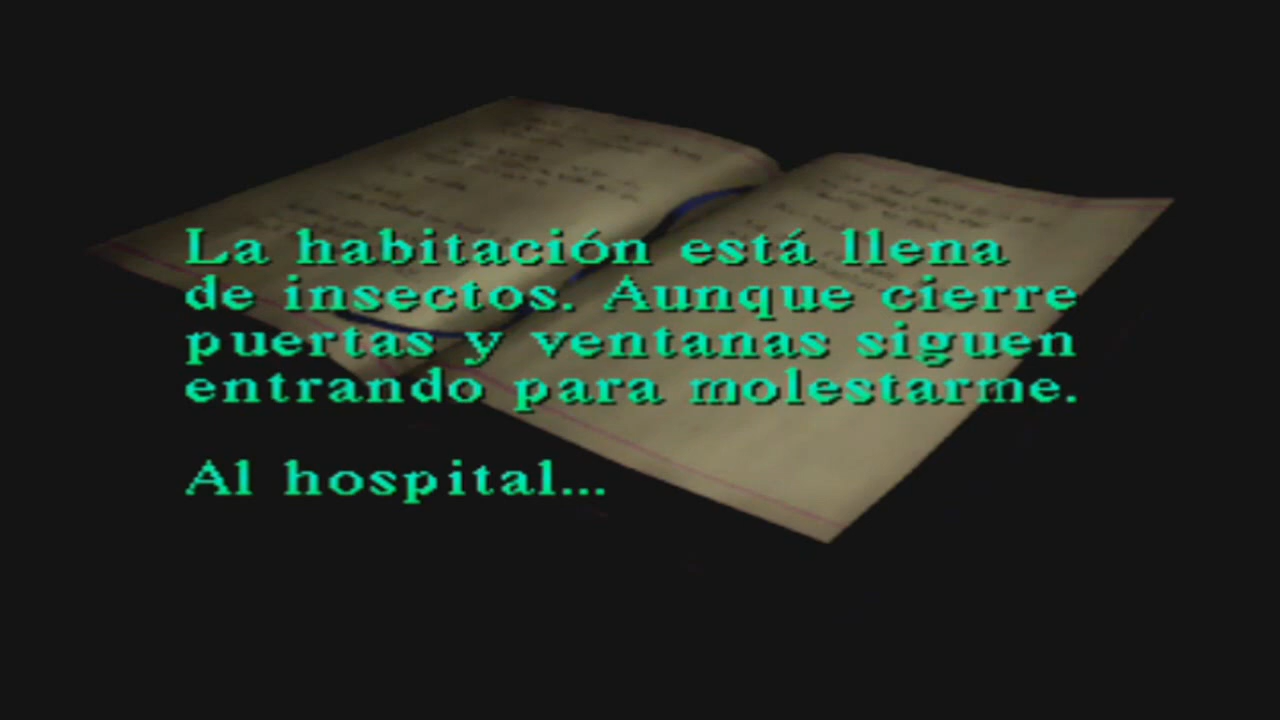 La habitación está llena
de insectos. Aunque cierre
puertas y ventanas siguen
entrando para molestarme.
Al hospital...